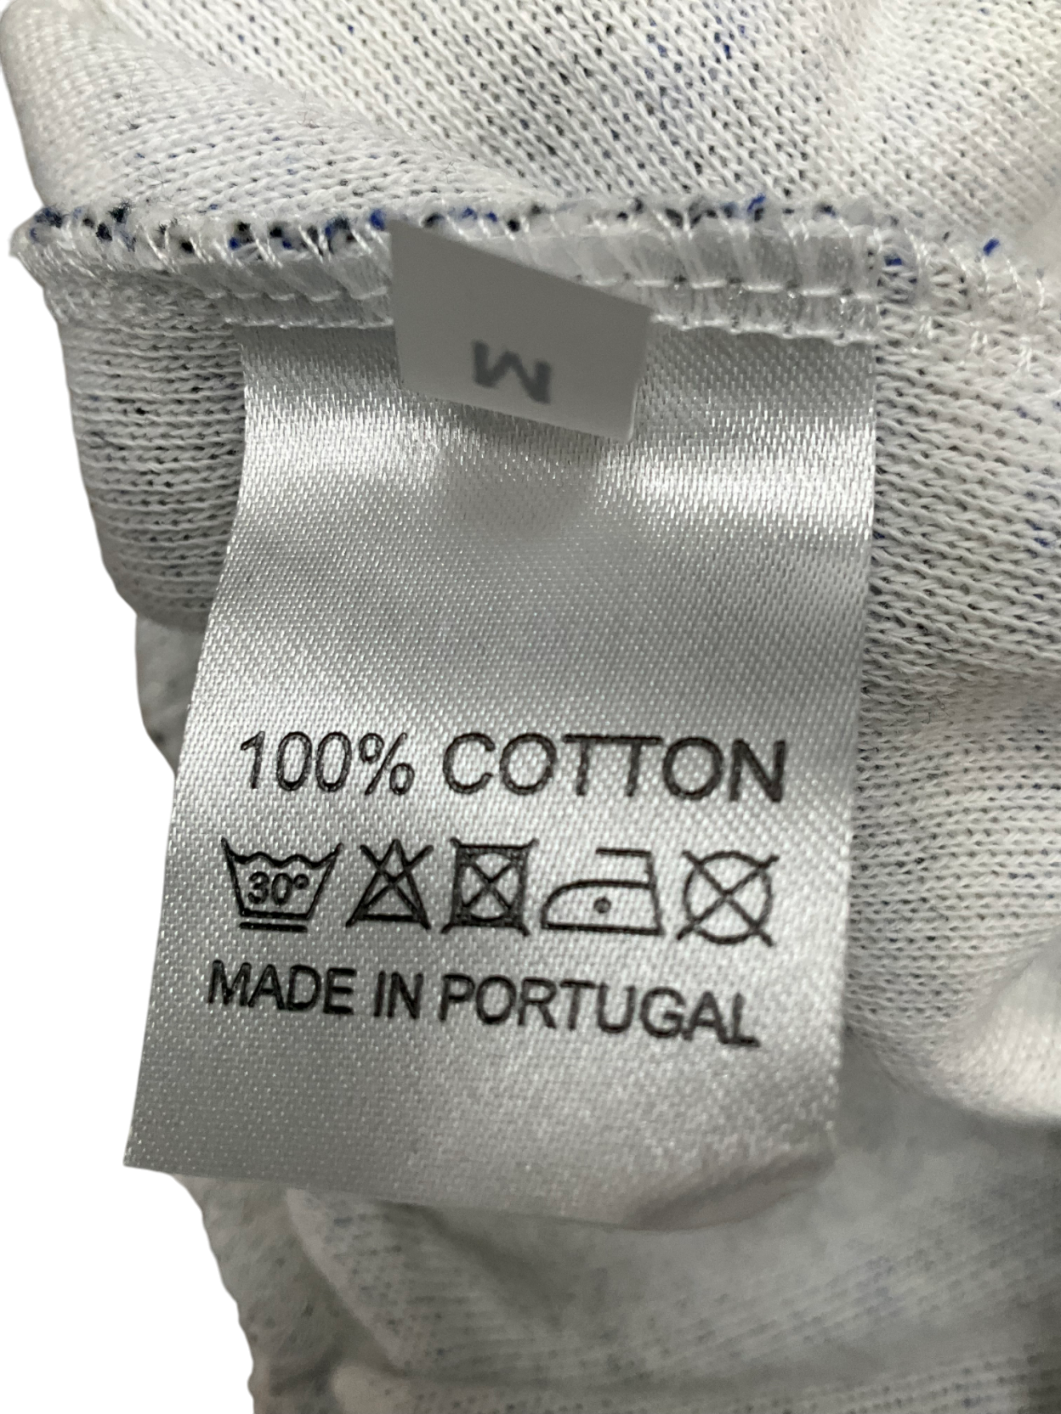 M
100% COTTON
30°
MADE IN PORTUGAL